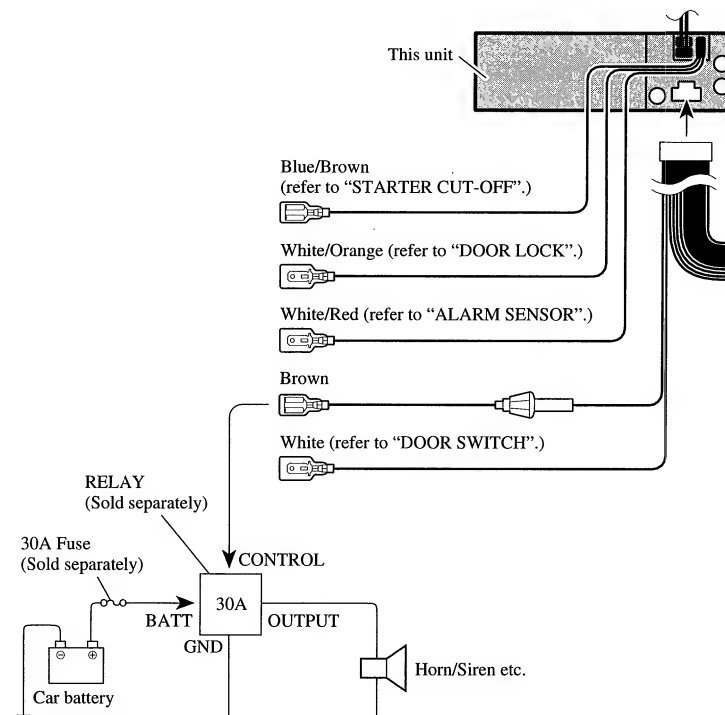 This unit
Blue/Brown
(refer to “STARTER CUT-OFF”.)
White/Orange (refer to “DOOR LOCK”.)
White/Red (refer to “ALARM SENSOR”.)
Brown
White (refer to “DOOR SWITCH”.)
RELAY
(Sold separately)
30A Fuse
(Sold separately)
CONTROL
30A
BATT
OUTPUT
GND
Horn/Siren etc.
Car battery